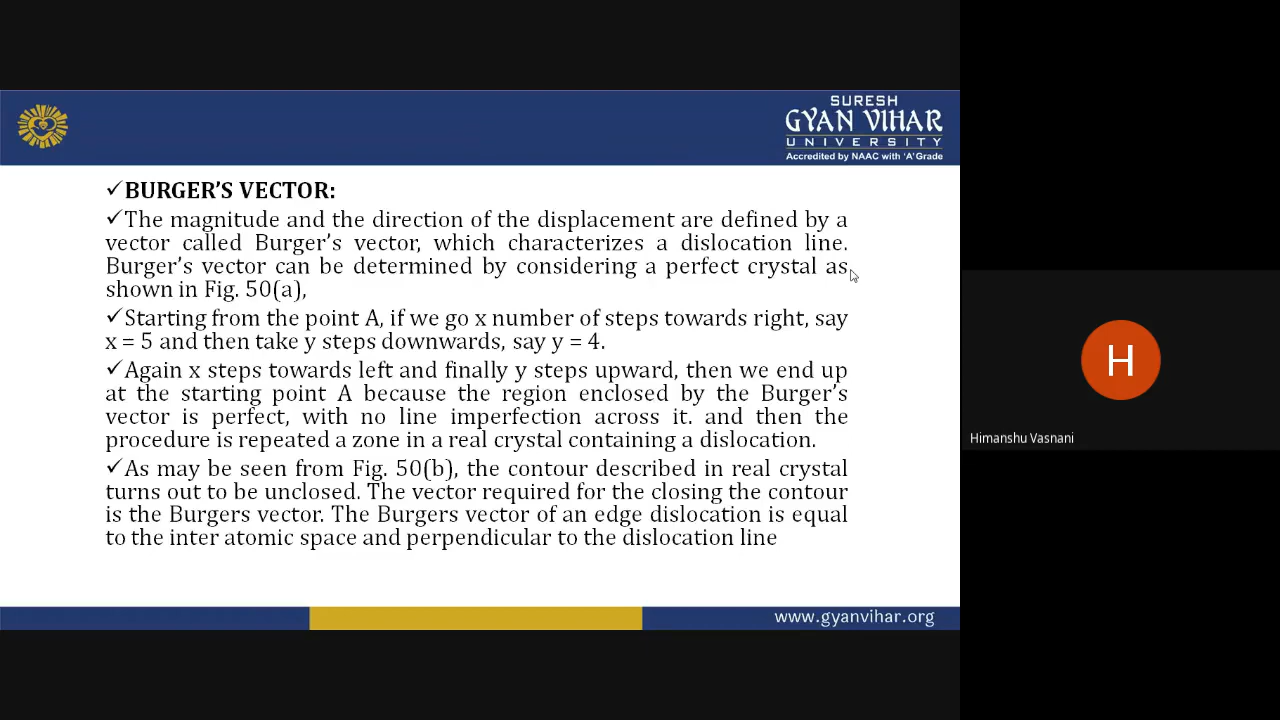 SURESH
GYAN VIHAR
UNIVERSITY
Accredited by NAAC with 'A' Grade
✓BURGER'S VECTOR:
✓The magnitude and the direction of the displacement are defined by a
vector called Burger's vector, which characterizes a dislocation line.
Burger's vector can be determined by considering a perfect crystal as
shown in Fig. 50(a),
✓Starting from the point A, if we go x number of steps towards right, say
x = 5 and then take y steps downwards, say y = 4.
✓Again x steps towards left and finally y steps upward, then we end up
at the starting point A because the region enclosed by the Burger's
vector is perfect, with no line imperfection across it. and then the
procedure is repeated a zone in a real crystal containing a dislocation.
✓As may be seen from Fig. 50(b), the contour described in real crystal
turns out to be unclosed. The vector required for the closing the contour
is the Burgers vector. The Burgers vector of an edge dislocation is equal
to the inter atomic space and perpendicular to the dislocation line
www.gyanvihar.org
H
Himanshu Vasnani